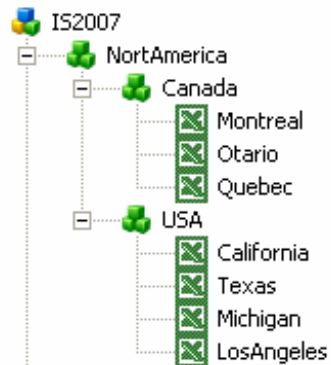 IS2007
NortAmerica
Canada
Montreal
Otario
Quebec
USA
California
Texas
Michigan
LosAngeles